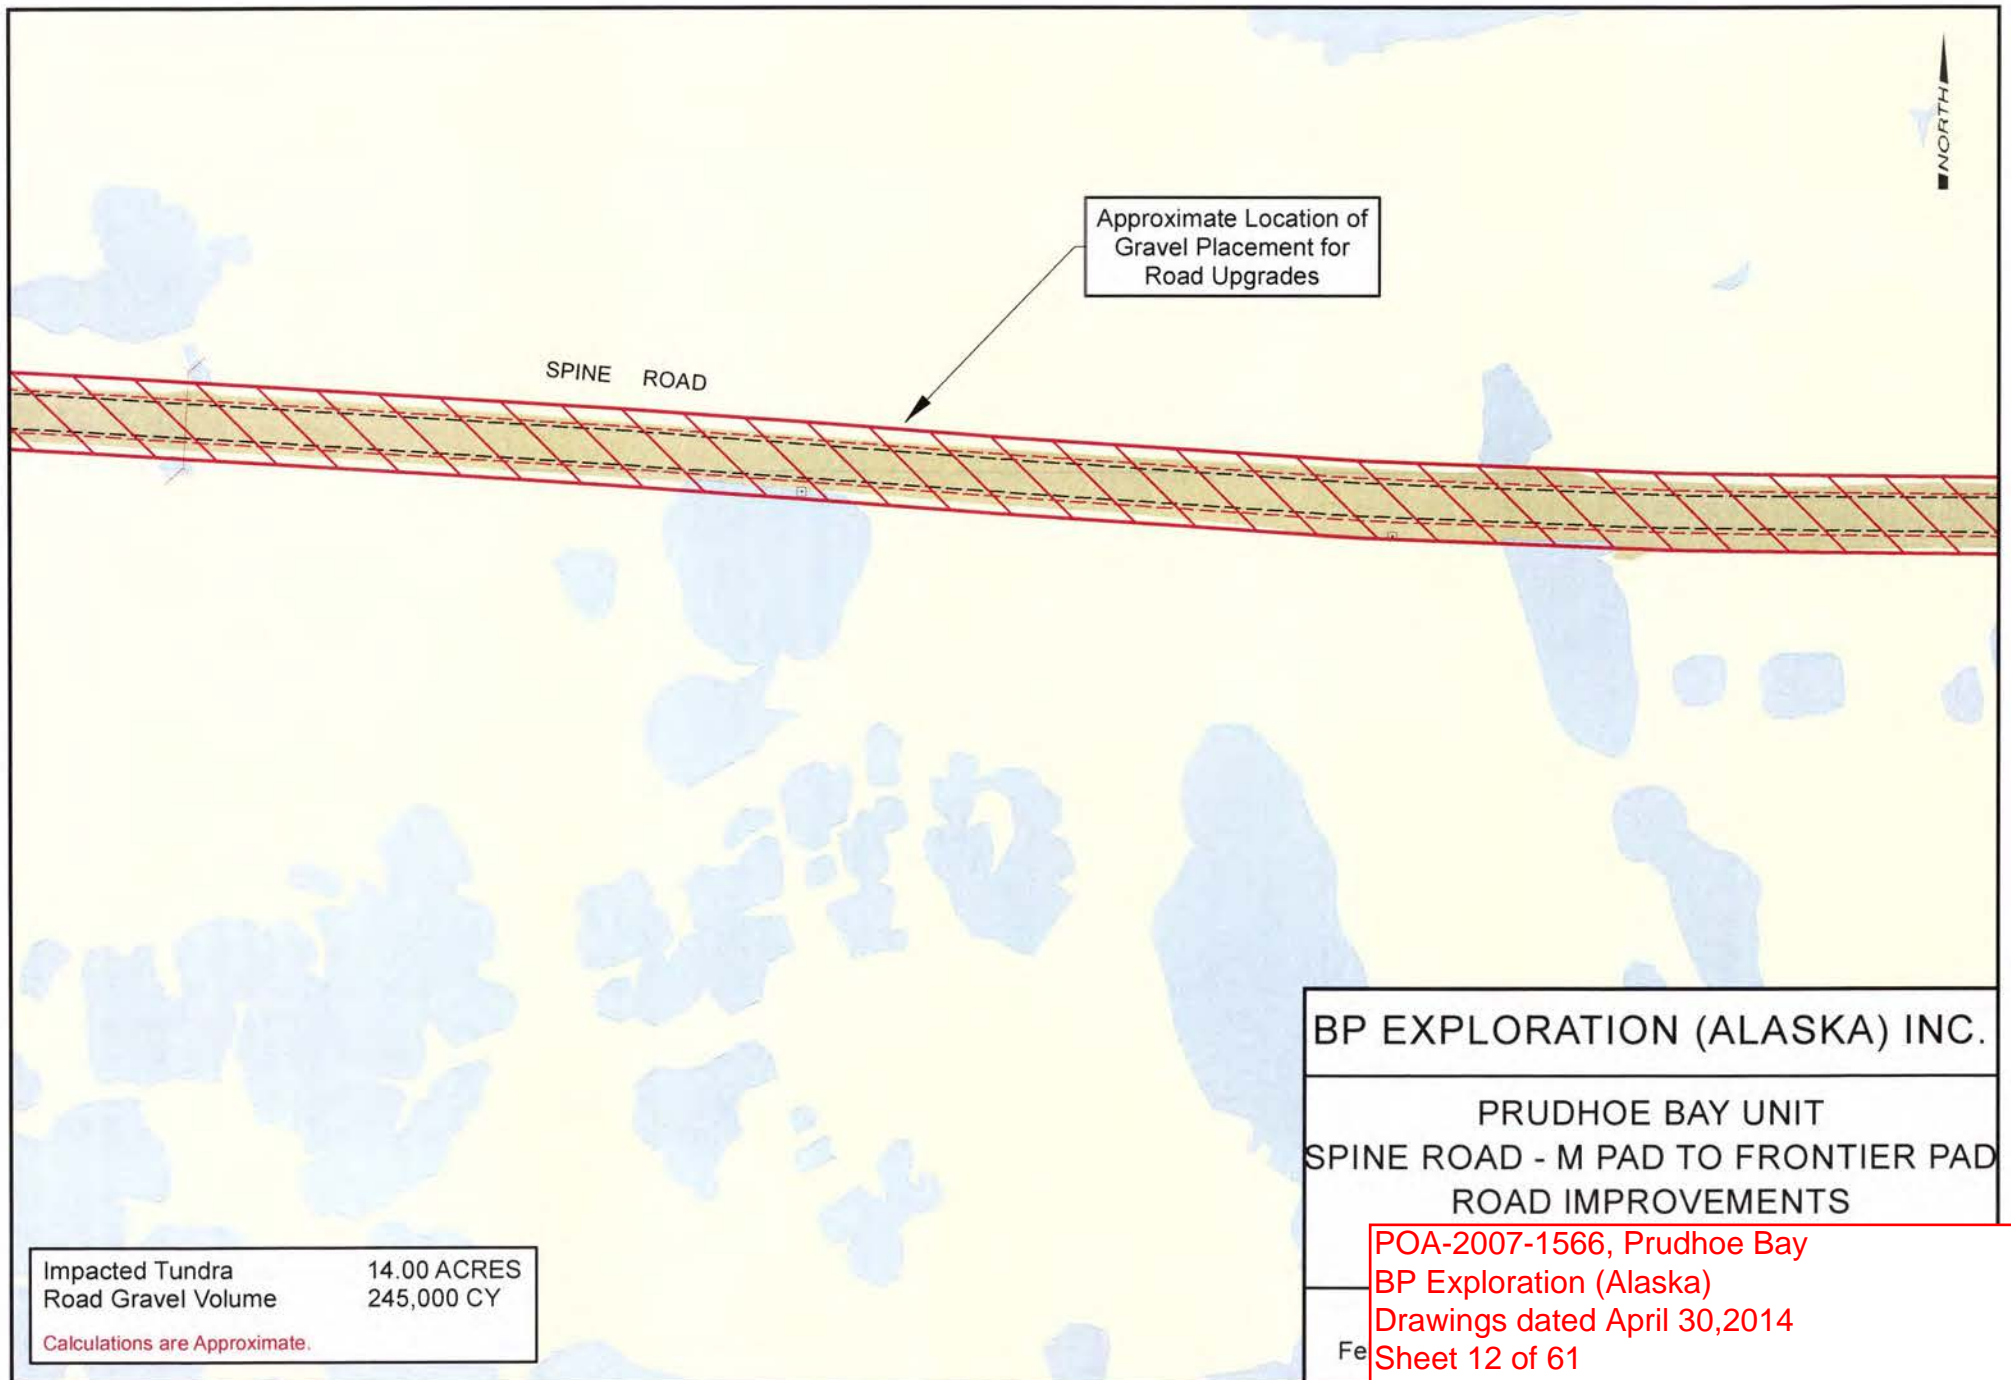 NORTH
Approximate Location of
Gravel Placement for
Road Upgrades
SPINE ROAD
BP EXPLORATION (ALASKA) INC.
PRUDHOE BAY UNIT
SPINE ROAD - M PAD TO FRONTIER PAD
ROAD IMPROVEMENTS
POA-2007-1566, Prudhoe Bay
BP Exploration (Alaska)
Drawings dated April 30,2014
Sheet 12 of 61
Impacted Tundra 14.00 ACRES
Road Gravel Volume 245,000 CY
Calculations are Approximate.